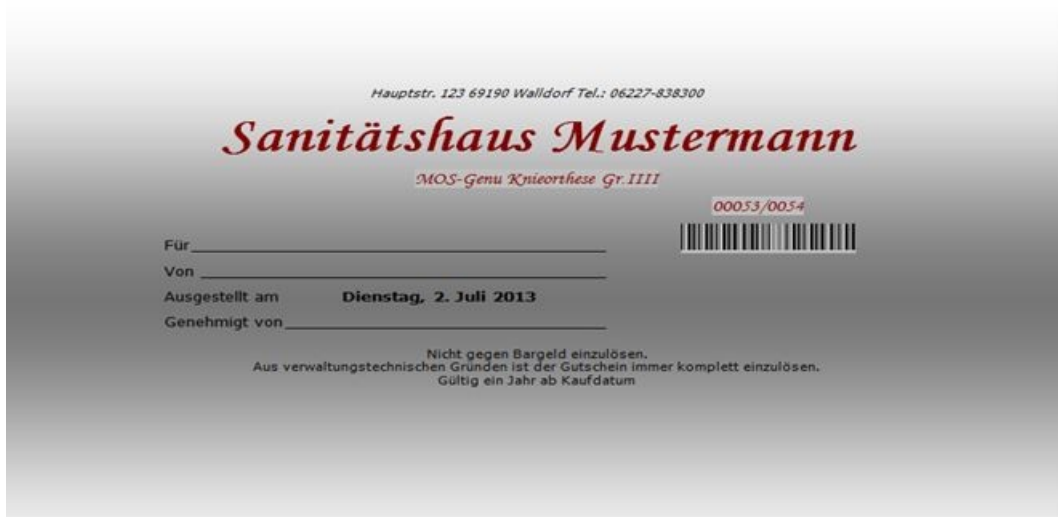 Hauptstr. 123 69190 Walldorf Tel.: 06227-838300
Sanitätshaus Mustermann
MOS-Genu Knieorthese Gr.IIII
00053/0054
Für
Von
Ausgestellt am Dienstag, 2. Juli 2013
Genehmigt von
Nicht gegen Bargeld einzulösen.
Aus verwaltungstechnischen Gründen ist der Gutschein immer komplett einzulösen.
Gültig ein Jahr ab Kaufdatum